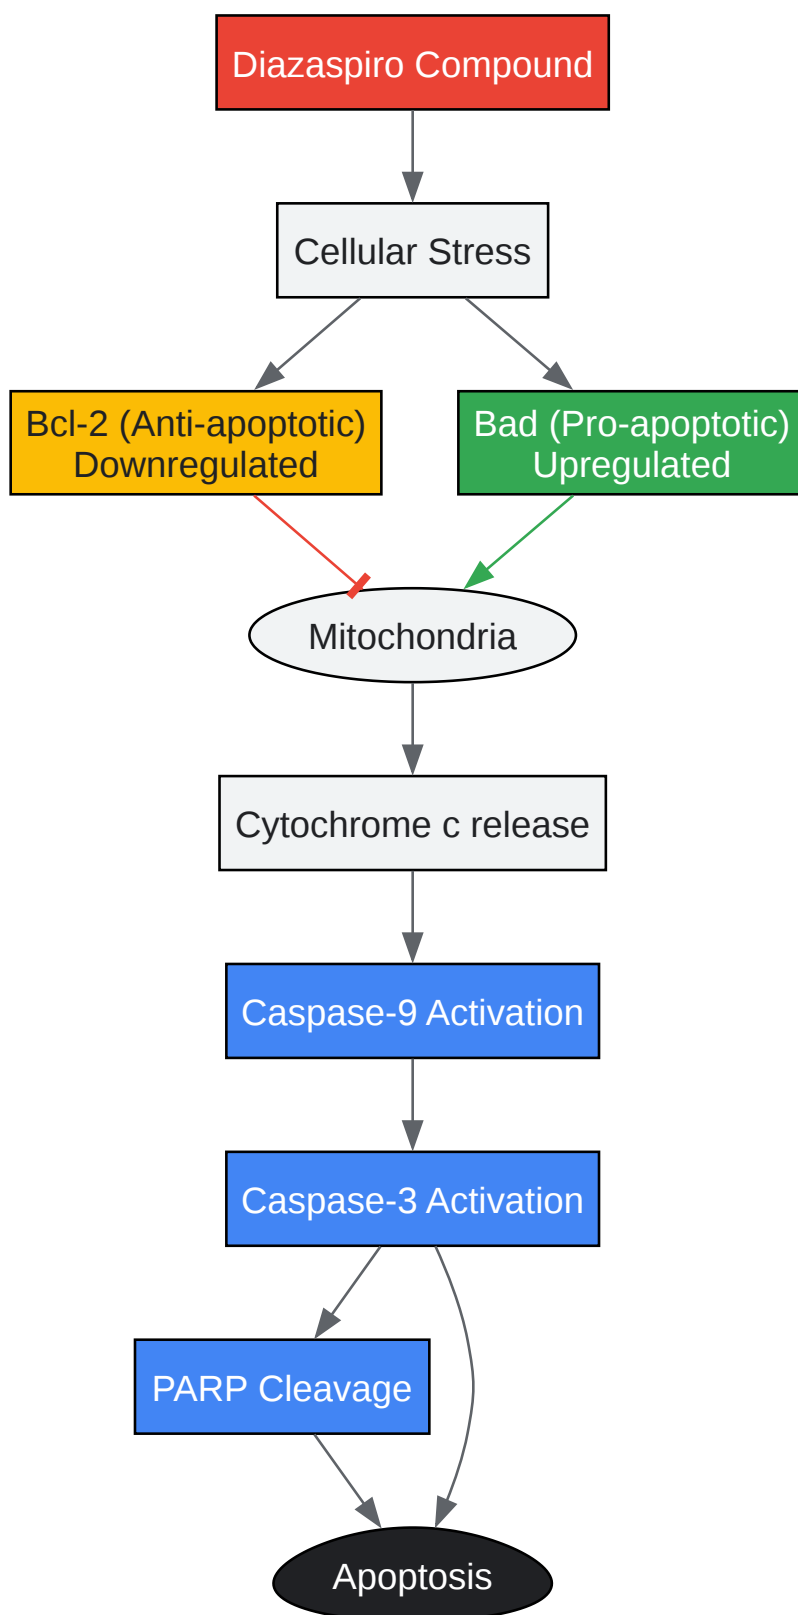 Diazaspiro Compound
Cellular Stress
Bcl-2 (Anti-apoptotic)
Downregulated
Bad (Pro-apoptotic)
Upregulated
Mitochondria
Cytochrome c release
Caspase-9 Activation
Caspase-3 Activation
PARP Cleavage
Apoptosis